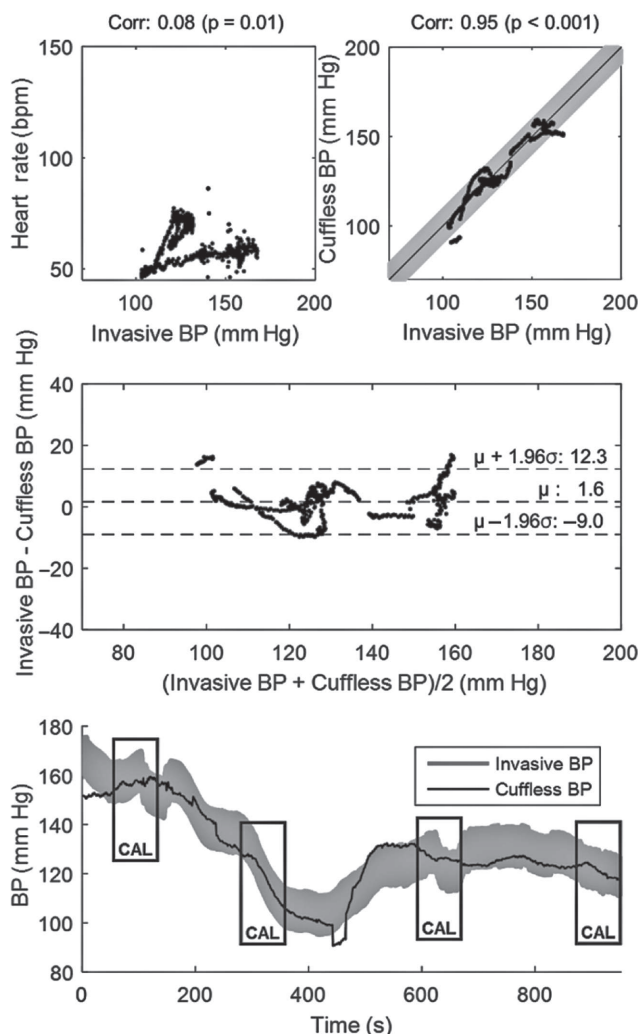 Corr: 0.08 (p = 0.01)
150
100
50
Heart rate (bpm)
100 150 200
Invasive BP (mm Hg)
Corr: 0.95 (p < 0.001)
200
150
100
Cuffless BP (mm Hg)
100 150 200
Invasive BP (mm Hg)
40
20
0
−20
−40
Invasive BP - Cuffless BP (mm Hg)
μ + 1.96σ: 12.3
μ : 1.6
μ−1.96σ: −9.0
80 100 120 140 160 180 200
(Invasive BP + Cuffless BP)/2 (mm Hg)
180
160
140
120
100
80
BP (mm Hg)
Invasive BP
Cuffless BP
CAL
CAL
CAL
CAL
0 200 400 600 800
Time (s)